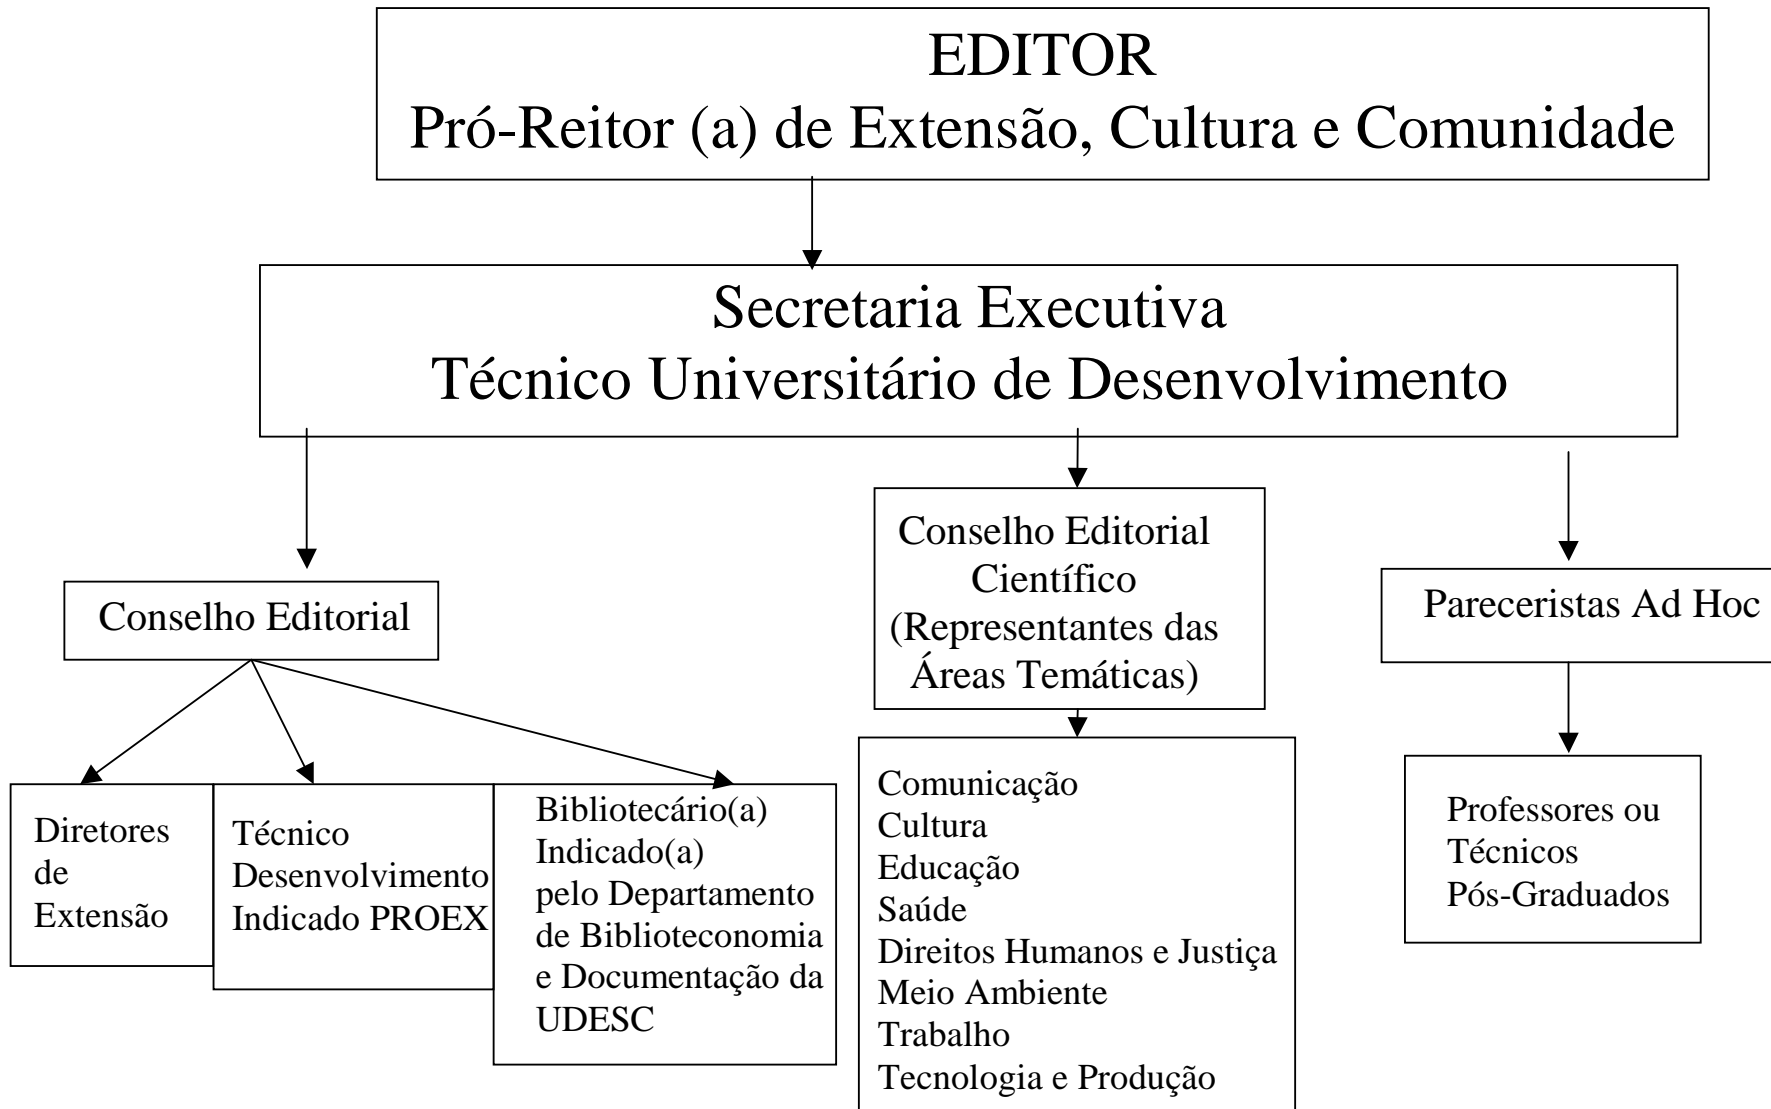 EDITOR
Pró-Reitor (a) de Extensão, Cultura e Comunidade
Secretaria Executiva
Técnico Universitário de Desenvolvimento
Conselho Editorial
Conselho Editorial
Científico
(Representantes das
Áreas Temáticas)
Pareceristas Ad Hoc
Diretores
de
Extensão
Técnico
Desenvolvimento
Indicado PROEX
Bibliotecário(a)
Indicado(a)
pelo Departamento
de Biblioteconomia
e Documentação da
UDESC
Comunicação
Cultura
Educação
Saúde
Direitos Humanos e Justiça
Meio Ambiente
Trabalho
Tecnologia e Produção
Professores ou
Técnicos
Pós-Graduados